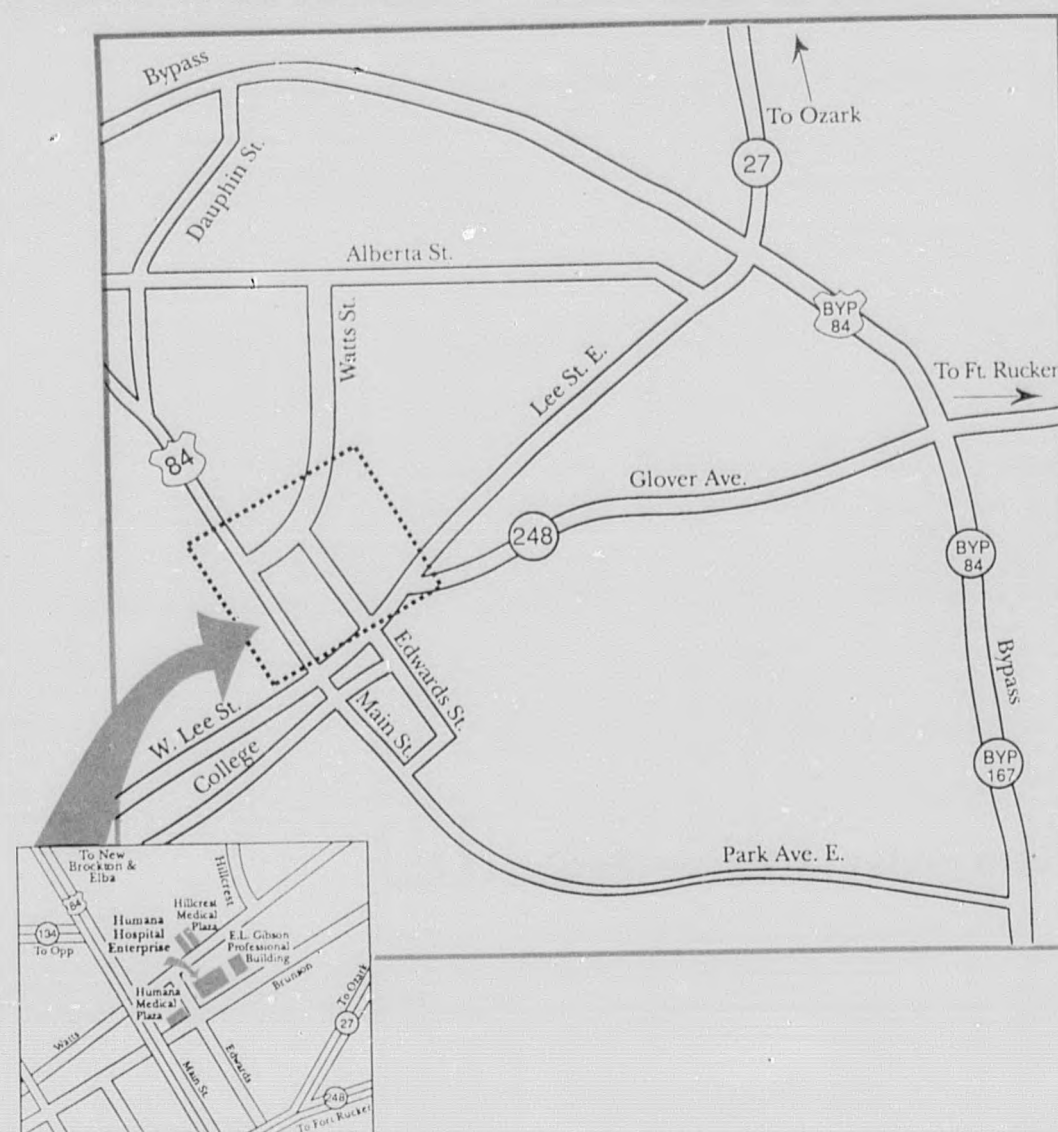 Bypass
To Ozark
27
Dauphin St.
Alberta St.
Watts St.
BYP
84
Lee St. E.
To Ft. Rucker
84
Glover Ave.
248
BYP
84
Edwards St.
Bypass
Main St.
W. Lee St.
College
BYP
167
Park Ave. E.
To New
Brockton &
Elba
84
Hillcrest
134
To Opp
Humana
Hospital
Enterprise
Hillcrest
Medical
Plaza
E.L. Gibson
Professional
Building
Humana
Medical
Plaza
Brunson
To Ozark
27
Watts
Main St.
Edwards
248
To Fort Rucker